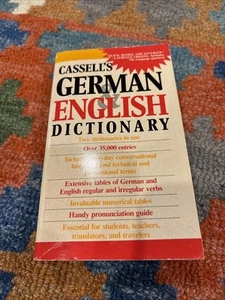 CASSELL'S
GERMAN
&
ENGLISH
DICTIONARY
Two dictionaries in one
Over 35,000 entries
Includes everyday conversational
language and technical and
professional terms
Extensive tables of German and
English regular and irregular verbs
Invaluable numerical tables
Handy pronunciation guide
Essential for students, teachers,
translators, and travelers